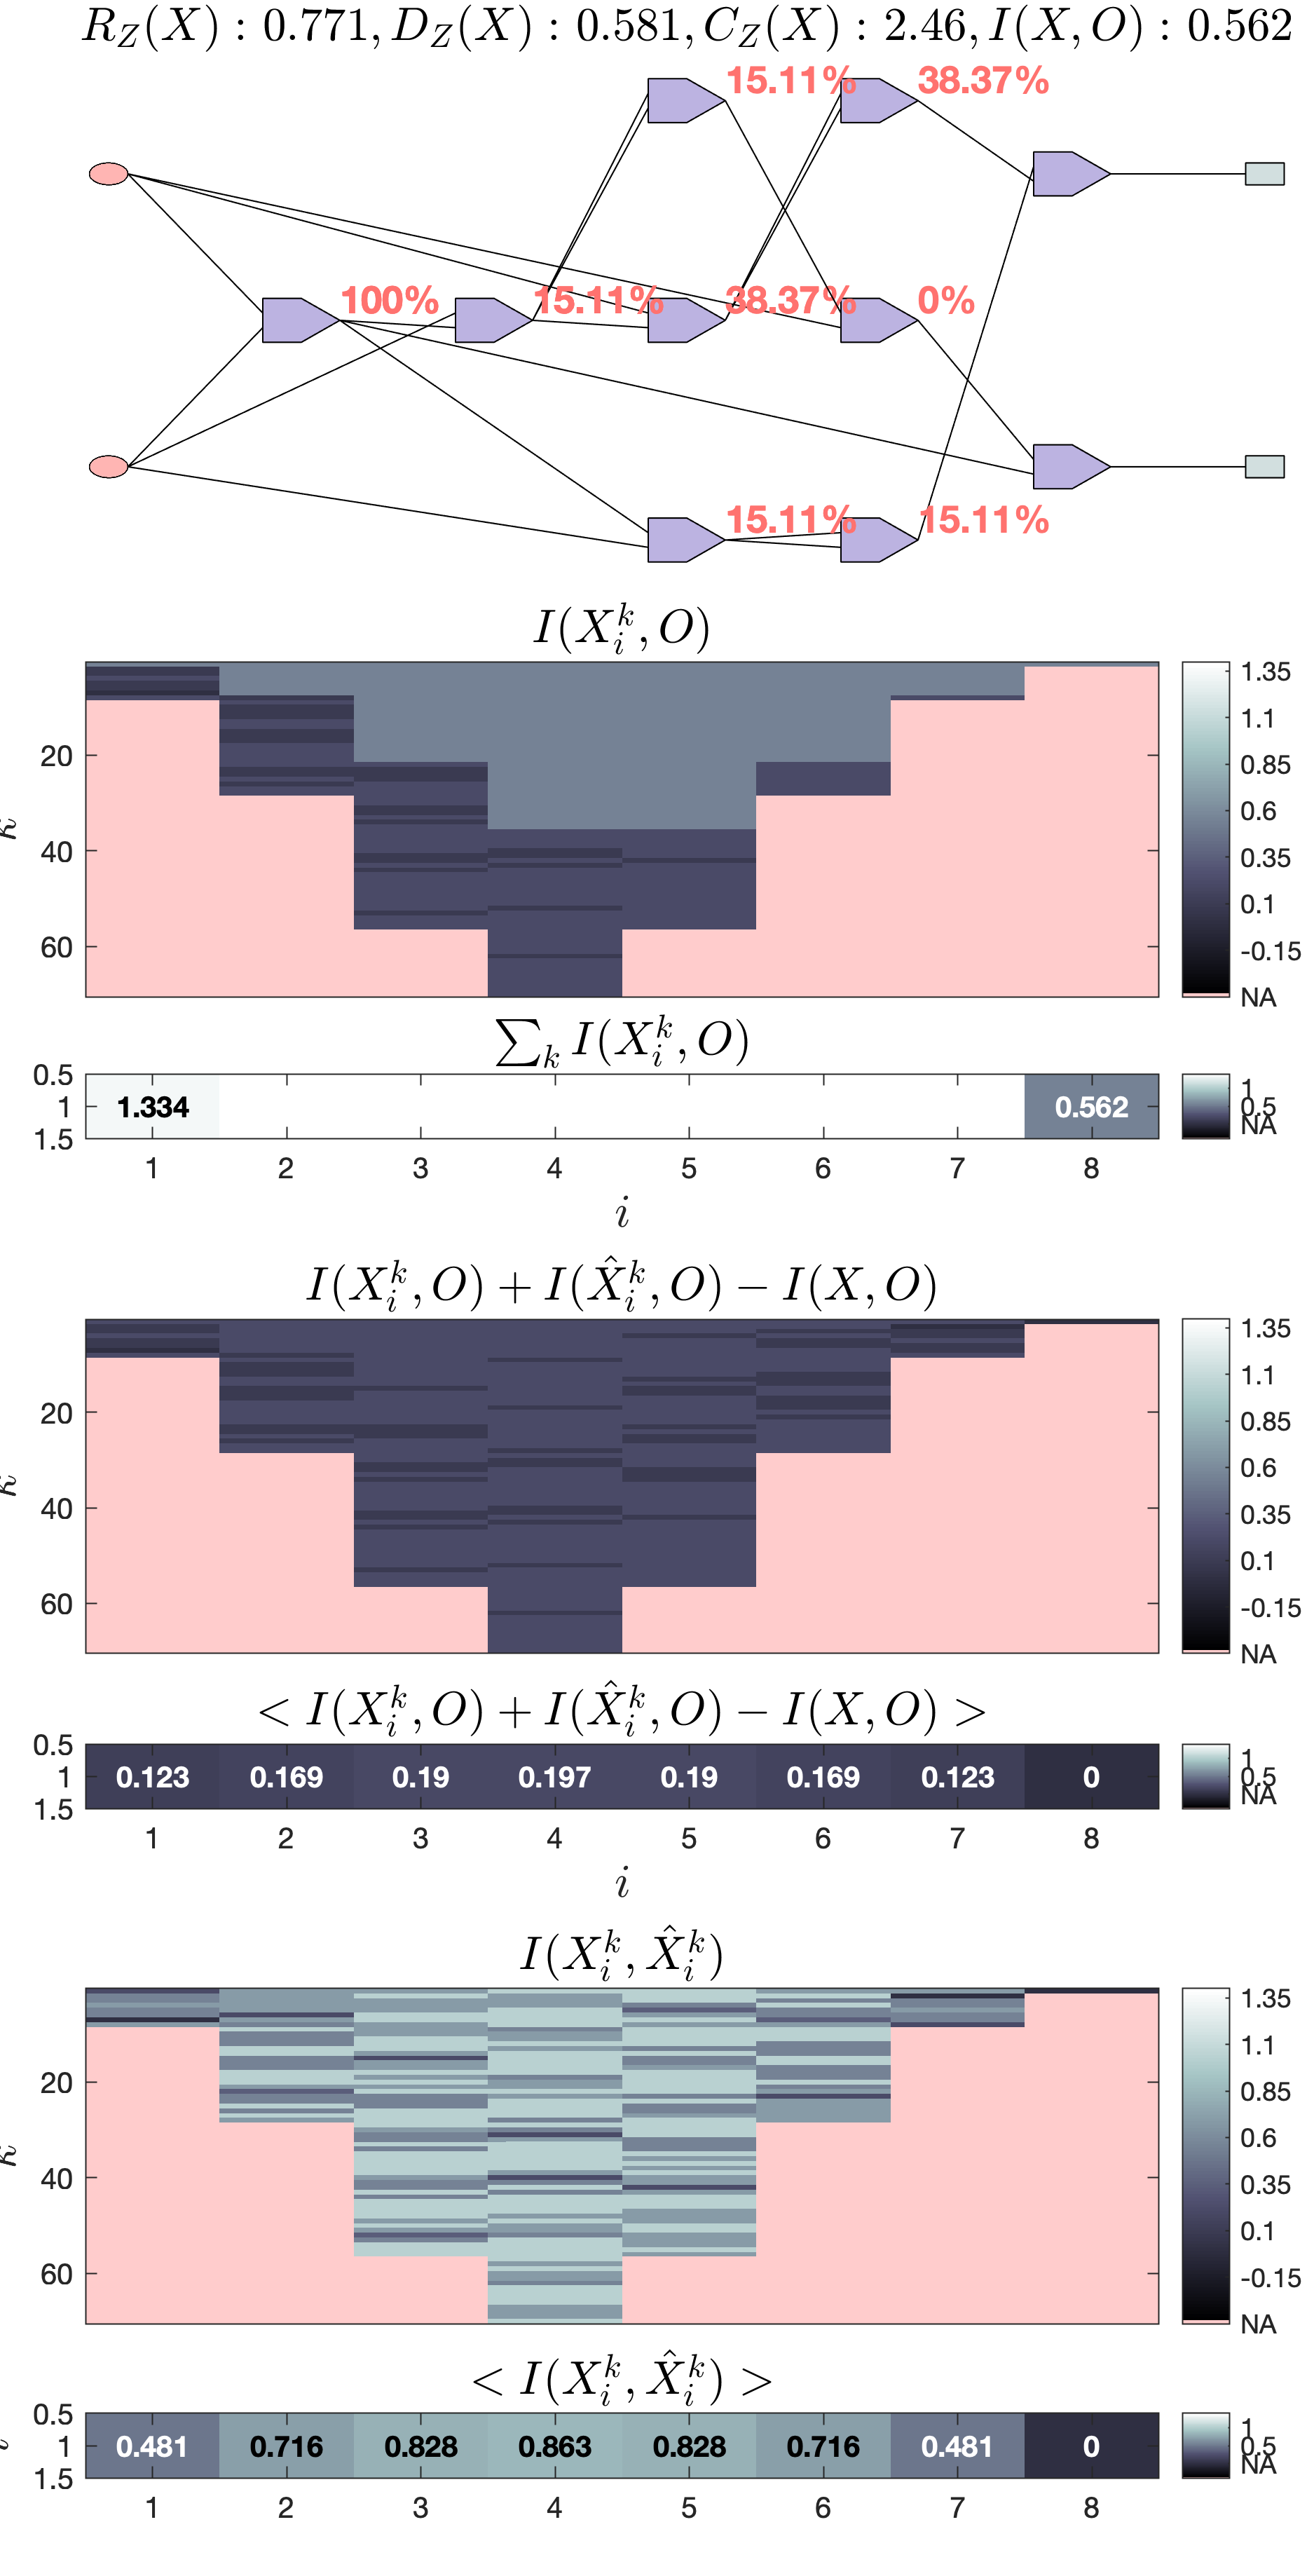 R_Z(X) : 0.771, D_Z(X) : 0.581, C_Z(X) : 2.46, I(X, O) : 0.562
15.11% 38.37%
100% 15.11% 38.37% 0%
15.11% 15.11%
I(X_i^k, O)
20
40
60
k
1.35
1.1
0.85
0.6
0.35
0.1
-0.15
NA
∑_k I(X_i^k, O)
0.5
1
1.5
1.334 0.562
1
0.5
NA
1 2 3 4 5 6 7 8
i
I(X_i^k, O) + I(X̂_i^k, O) − I(X, O)
20
40
60
k
1.35
1.1
0.85
0.6
0.35
0.1
-0.15
NA
< I(X_i^k, O) + I(X̂_i^k, O) − I(X, O) >
0.5
1
1.5
0.123 0.169 0.19 0.197 0.19 0.169 0.123 0
1
0.5
NA
1 2 3 4 5 6 7 8
i
I(X_i^k, X̂_i^k)
20
40
60
k
1.35
1.1
0.85
0.6
0.35
0.1
-0.15
NA
< I(X_i^k, X̂_i^k) >
0.5
1
1.5
0.481 0.716 0.828 0.863 0.828 0.716 0.481 0
1
0.5
NA
1 2 3 4 5 6 7 8